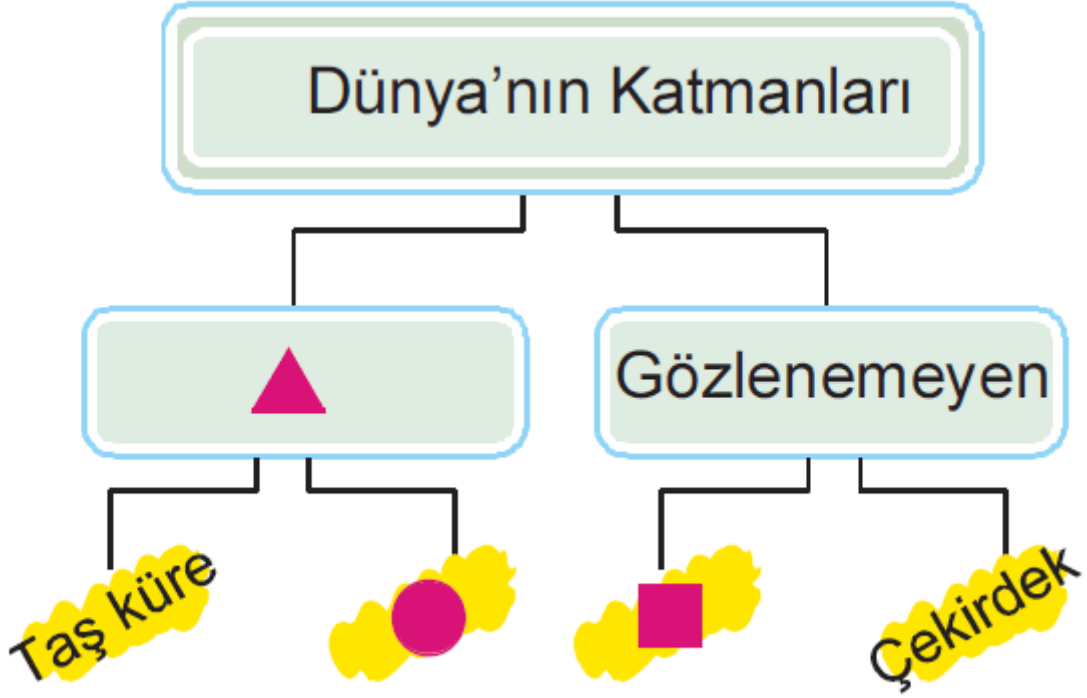 Dünya’nın Katmanları
Gözlenemeyen
Taş küre
Çekirdek